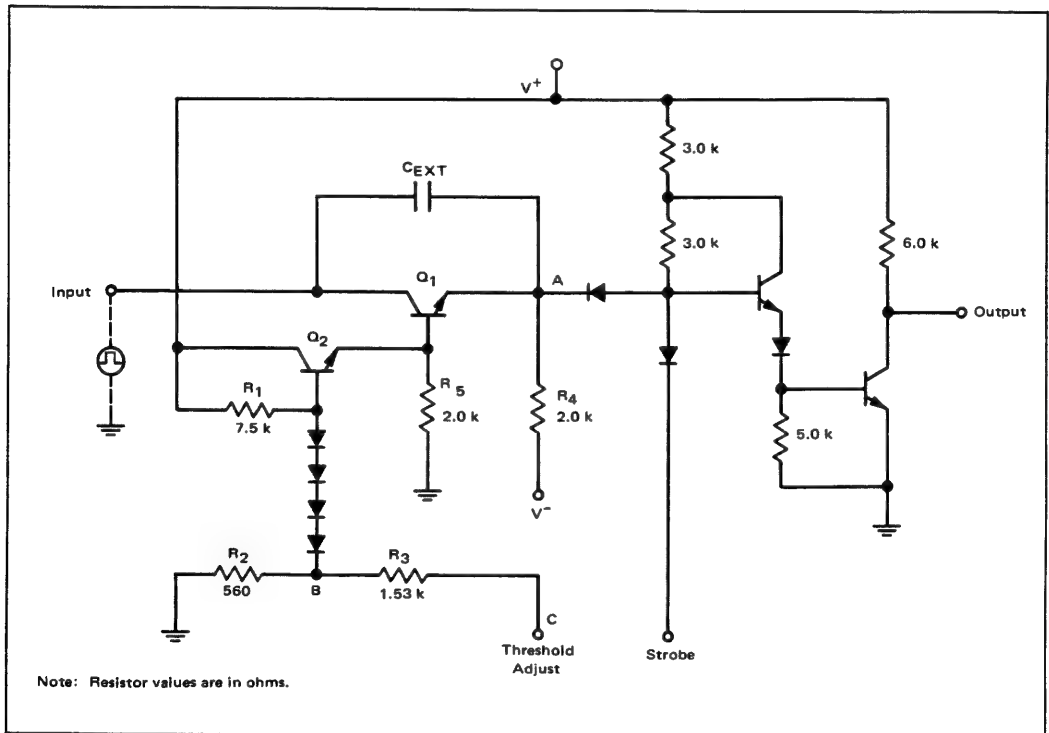 V+
3.0 k
CEXT
3.0 k
6.0 k
Q1
A
Input
Output
Q2
R1
7.5 k
R5
2.0 k
R4
2.0 k
5.0 k
V-
R2
560
B
R3
1.53 k
C
Threshold
Adjust
Strobe
Note: Resistor values are in ohms.